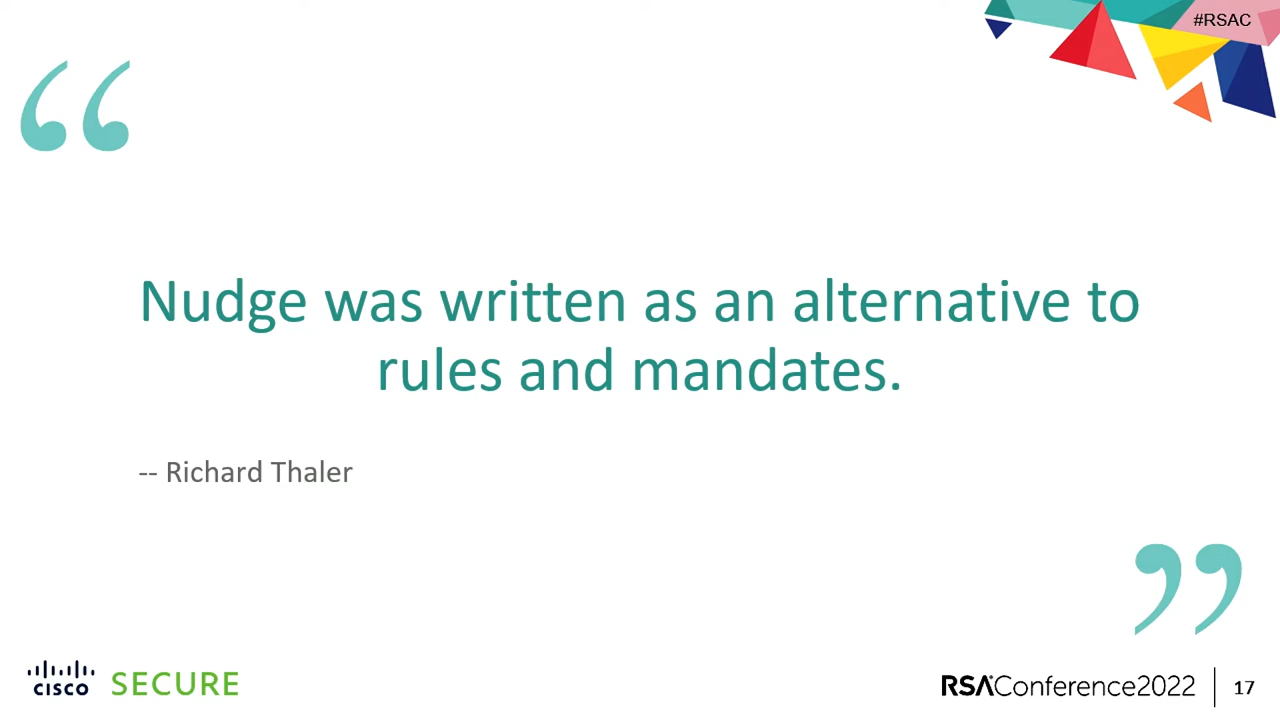 #RSAC
“
Nudge was written as an alternative to
rules and mandates.
-- Richard Thaler
”
CISCO SECURE
RSAConference2022 17